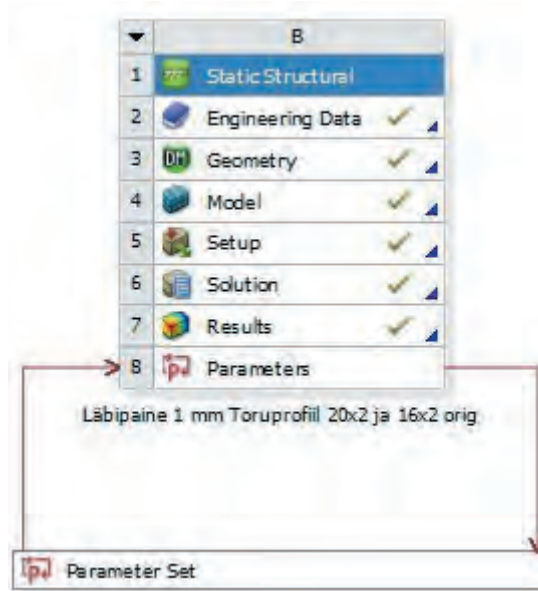 B
1 Static Structural
2 Engineering Data
3 DM Geometry
4 Model
5 Setup
6 Solution
7 Results
8 Parameters
Läbipaine 1 mm Toruprofiil 20x2 ja 16x2 orig
Parameter Set